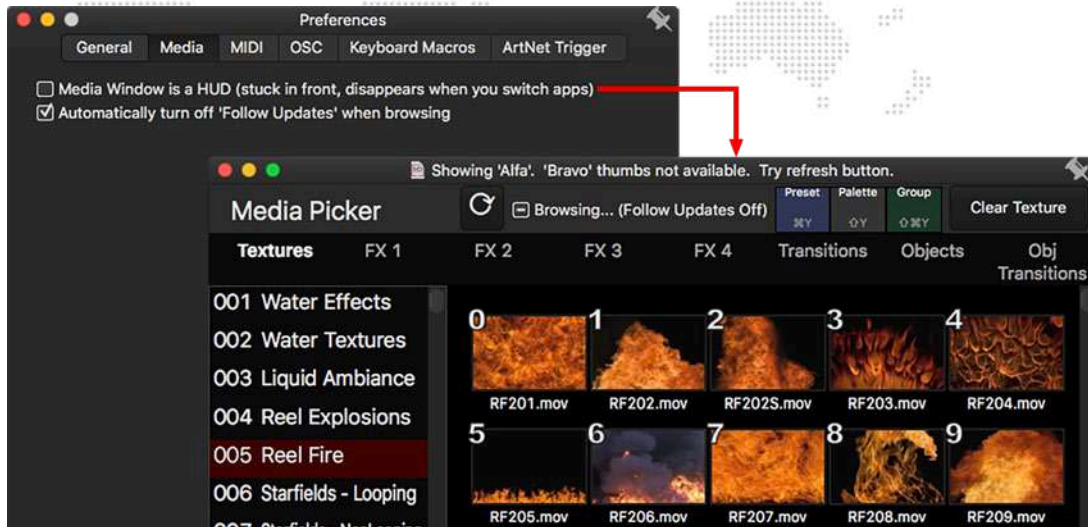 Preferences
General Media MIDI OSC Keyboard Macros ArtNet Trigger
Media Window is a HUD (stuck in front, disappears when you switch apps)
Automatically turn off 'Follow Updates' when browsing
Showing 'Alfa'. 'Bravo' thumbs not available. Try refresh button.
Media Picker
Browsing... (Follow Updates Off)
Preset Palette Group
⌘Y ⇧Y ⇧⌘Y
Clear Texture
Textures FX 1 FX 2 FX 3 FX 4 Transitions Objects Obj Transitions
001 Water Effects
002 Water Textures
003 Liquid Ambiance
004 Reel Explosions
005 Reel Fire
006 Starfields - Looping
0 1 2 3 4
RF201.mov RF202.mov RF202S.mov RF203.mov RF204.mov
5 6 7 8 9
RF205.mov RF206.mov RF207.mov RF208.mov RF209.mov